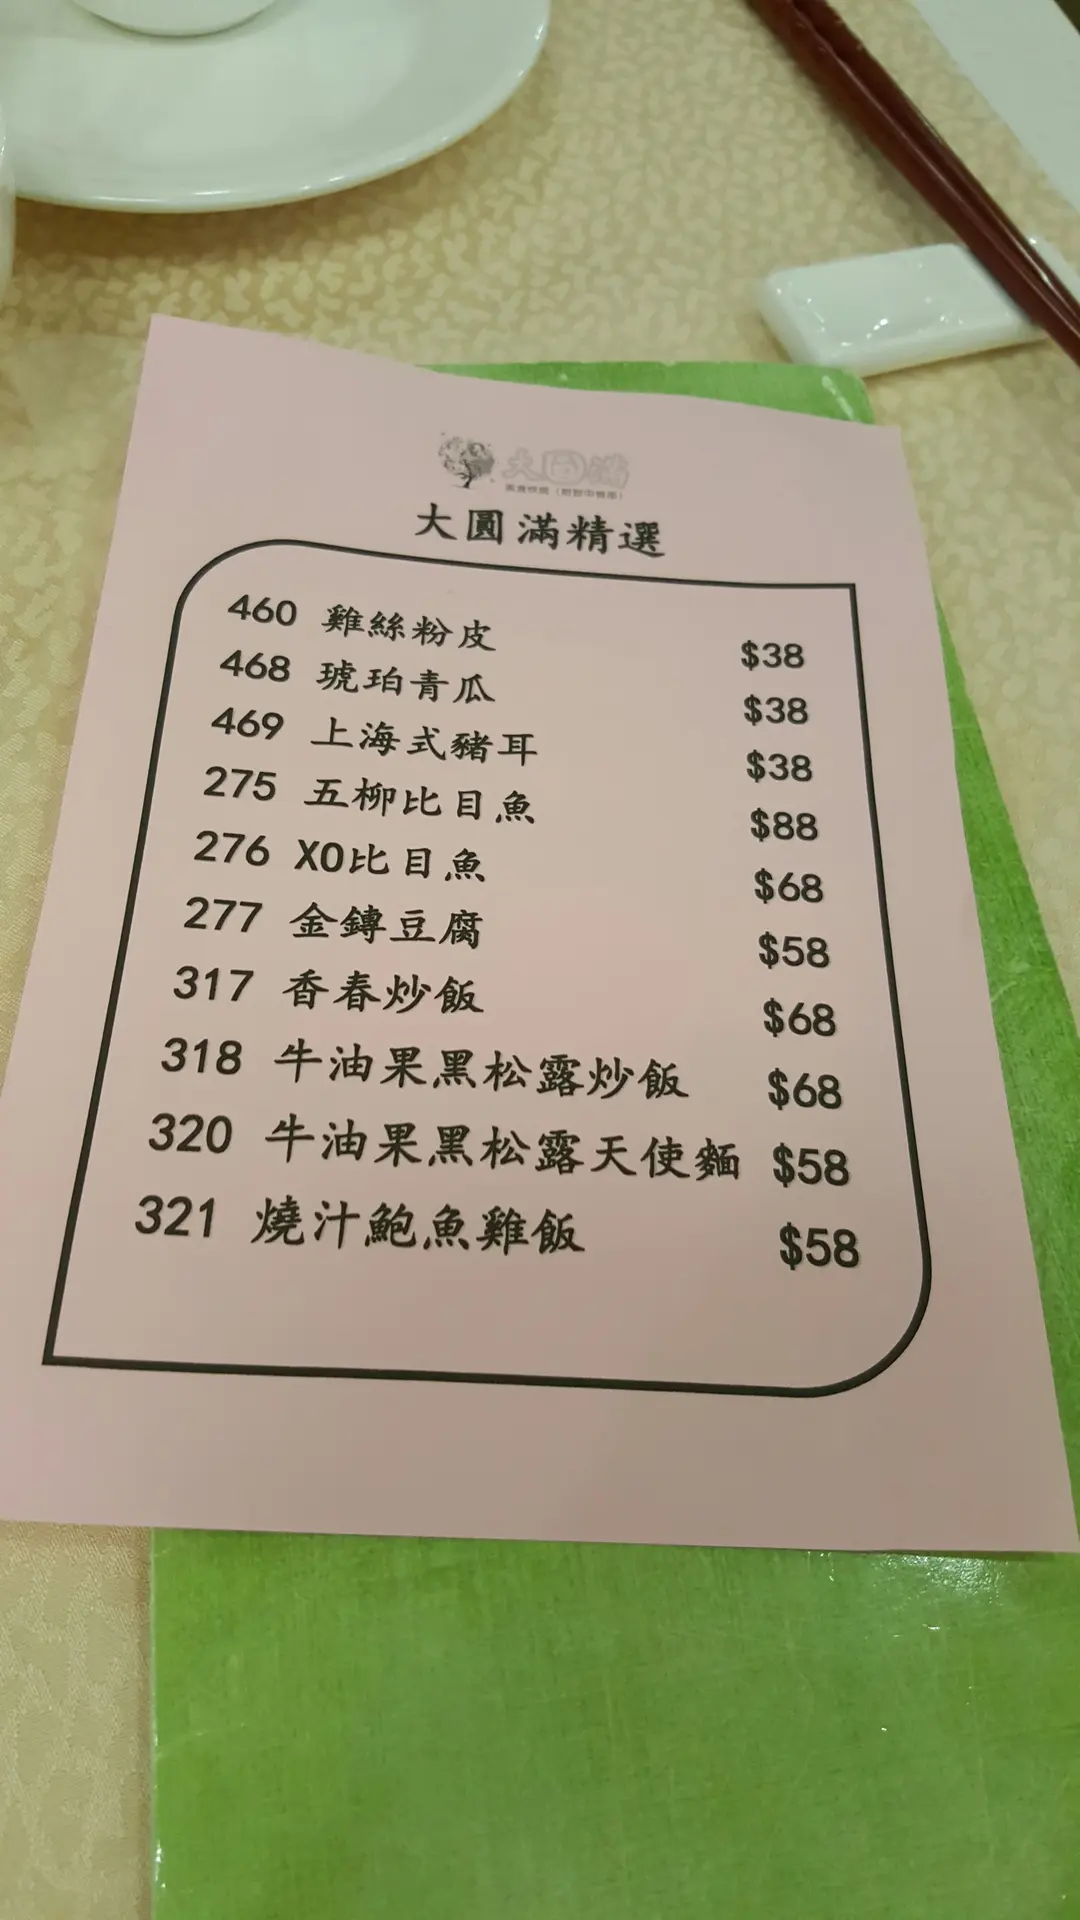 大圓滿
大圓滿精選
460 雞絲粉皮 $38
468 琥珀青瓜 $38
469 上海式豬耳 $38
275 五柳比目魚 $88
276 XO比目魚 $68
277 金鏄豆腐 $58
317 香春炒飯 $68
318 牛油果黑松露炒飯 $68
320 牛油果黑松露天使麵 $58
321 燒汁鮑魚雞飯 $58